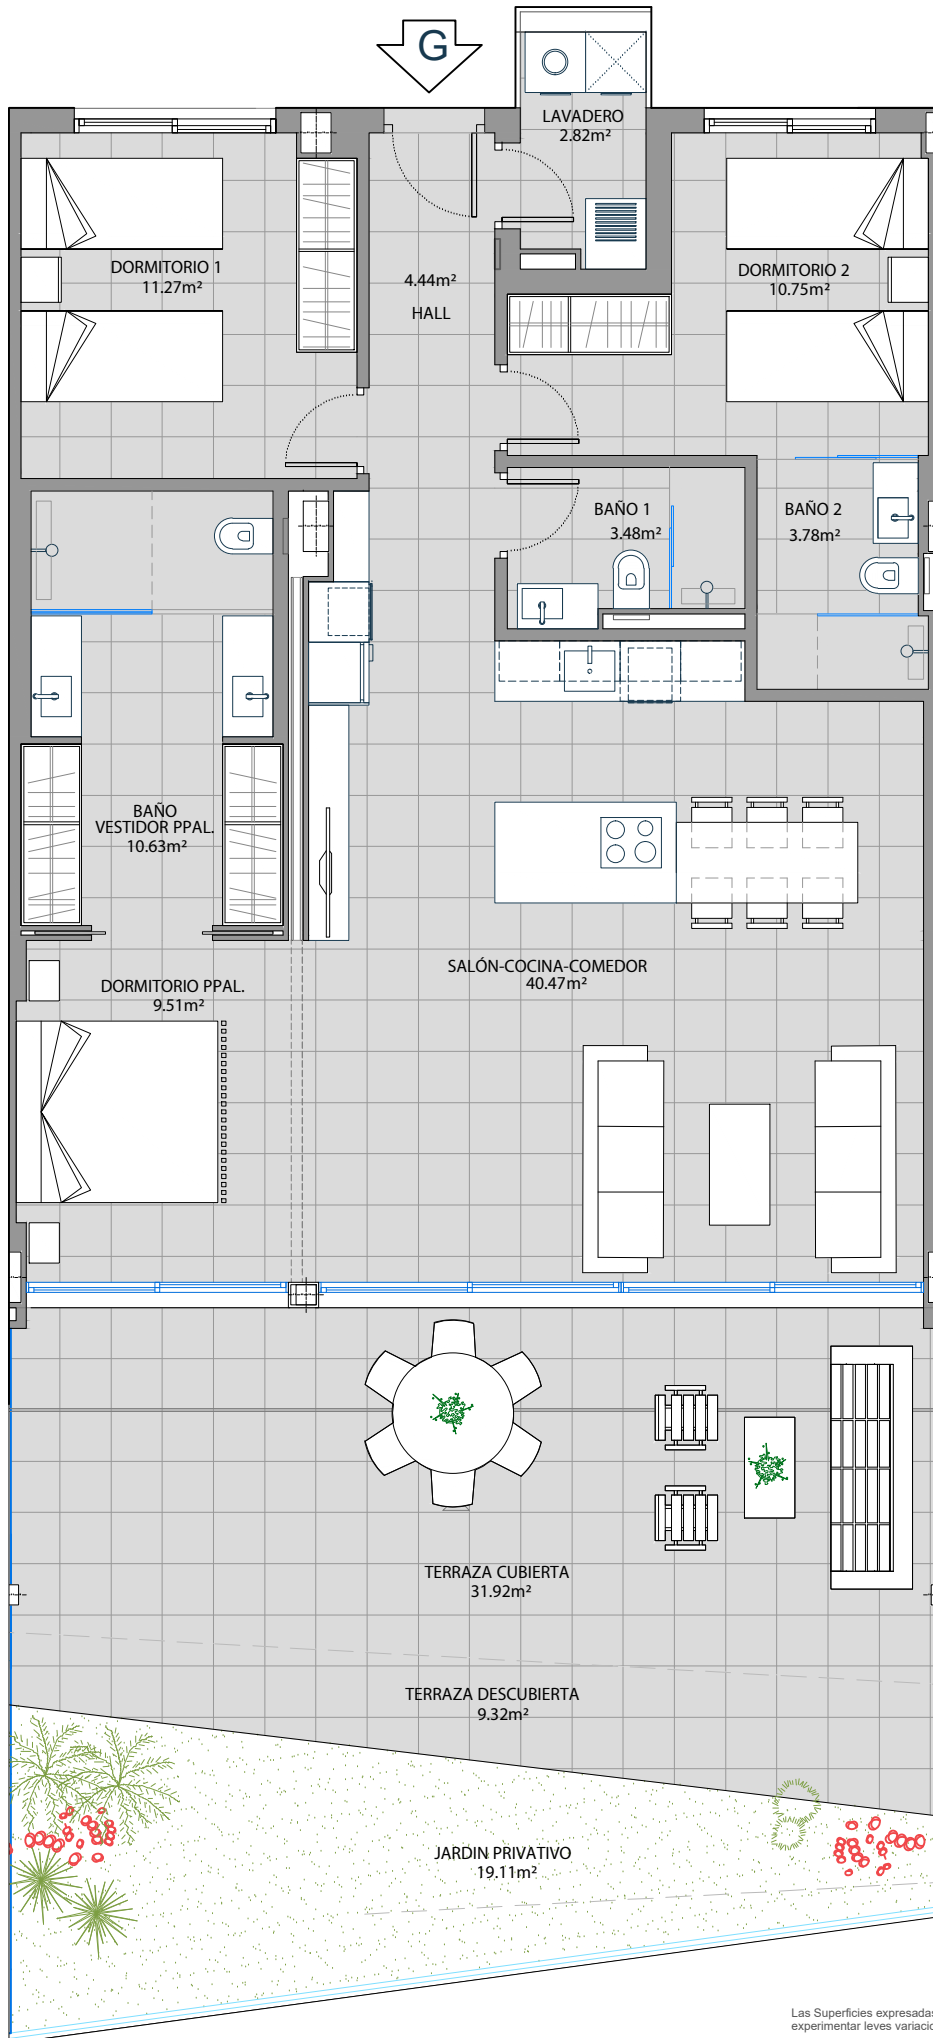 G
LAVADERO
2.82m²
DORMITORIO 1
11.27m²
4.44m²
HALL
DORMITORIO 2
10.75m²
BAÑO 1
3.48m²
BAÑO 2
3.78m²
BAÑO
VESTIDOR PPAL.
10.63m²
SALÓN-COCINA-COMEDOR
40.47m²
DORMITORIO PPAL.
9.51m²
TERRAZA CUBIERTA
31.92m²
TERRAZA DESCUBIERTA
9.32m²
JARDIN PRIVATIVO
19.11m²
Las Superficies expresadas
experimentar leves variacio